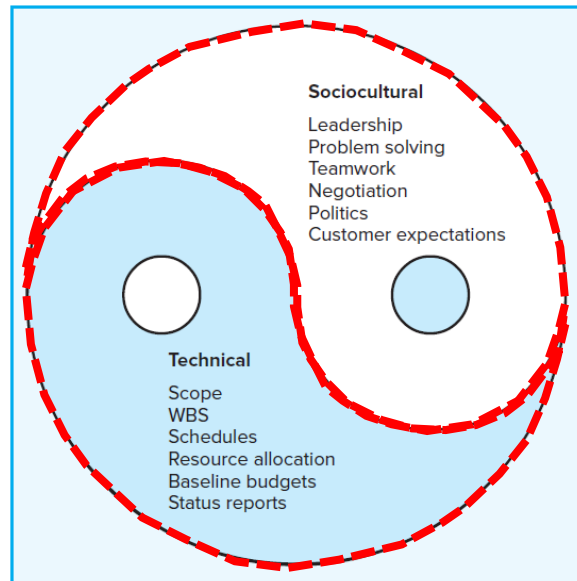 Sociocultural
Leadership
Problem solving
Teamwork
Negotiation
Politics
Customer expectations
Technical
Scope
WBS
Schedules
Resource allocation
Baseline budgets
Status reports